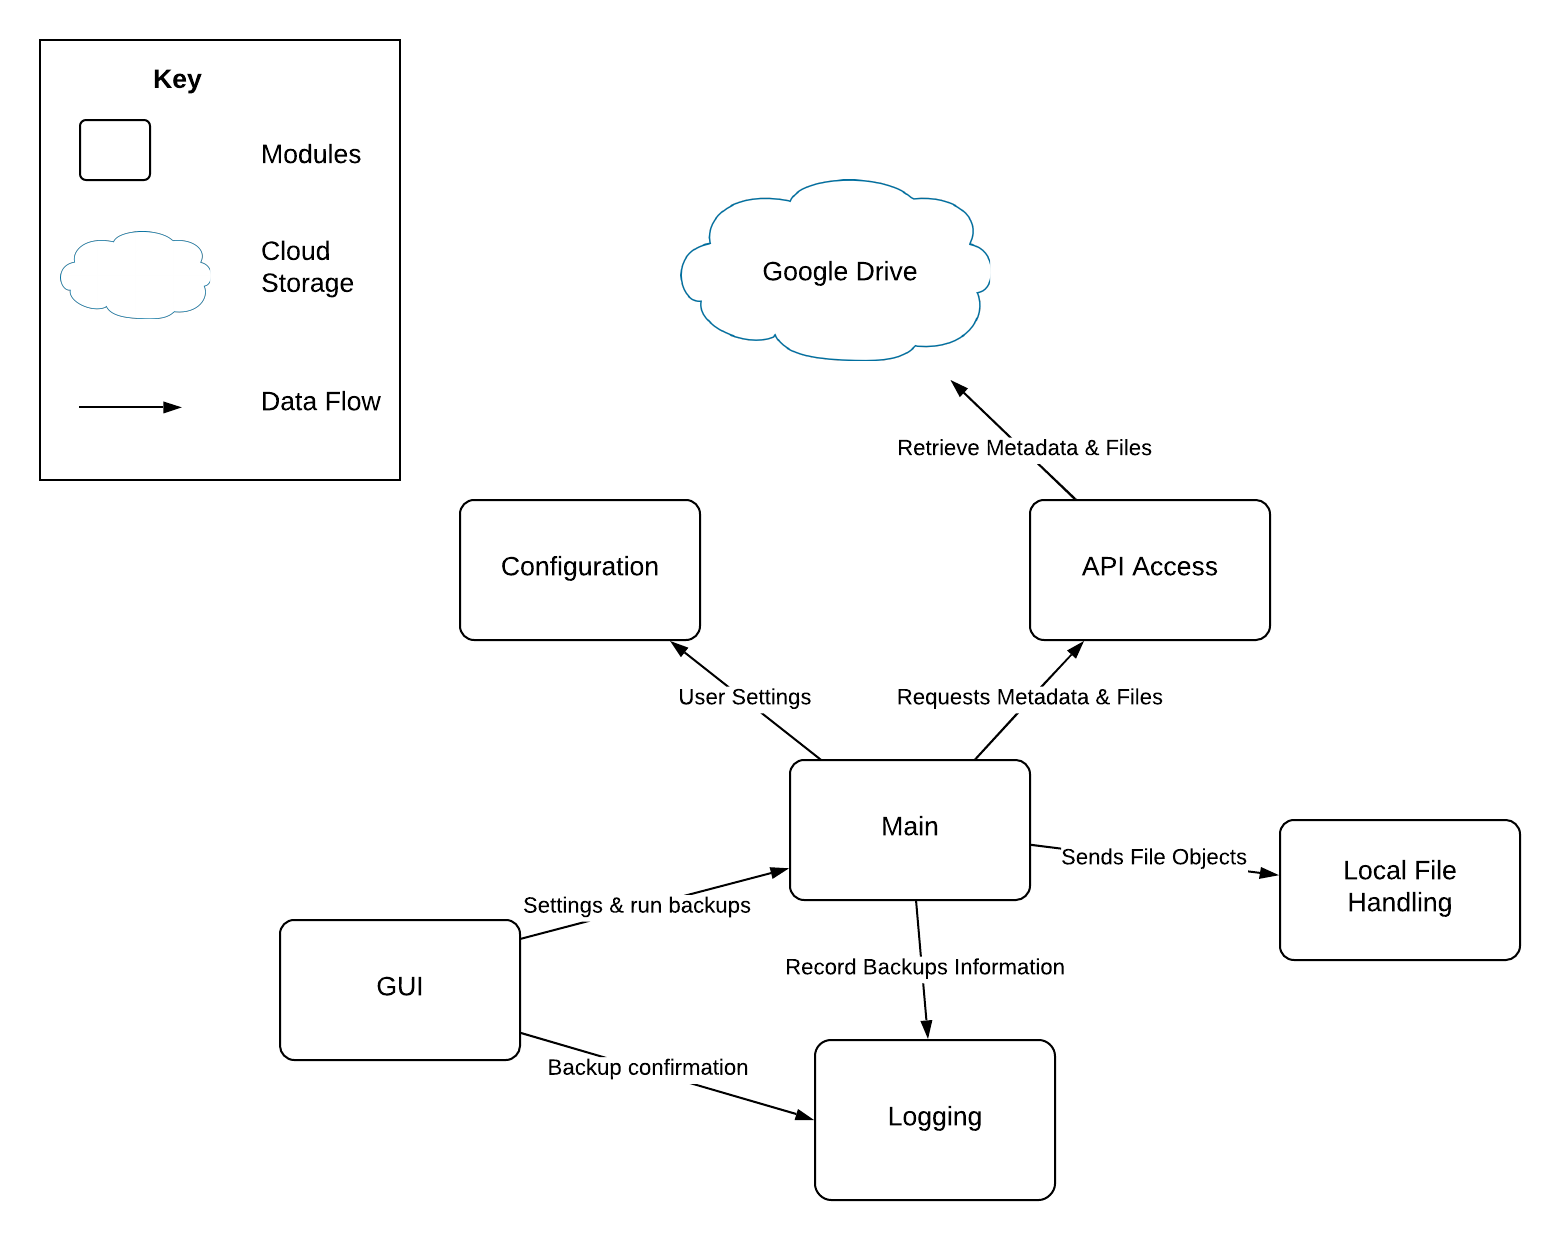 Key
Modules
Cloud
Storage
Data Flow
Google Drive
Retrieve Metadata & Files
Configuration
API Access
User Settings
Requests Metadata & Files
Main
Sends File Objects
Local File
Handling
Settings & run backups
GUI
Record Backups Information
Backup confirmation
Logging